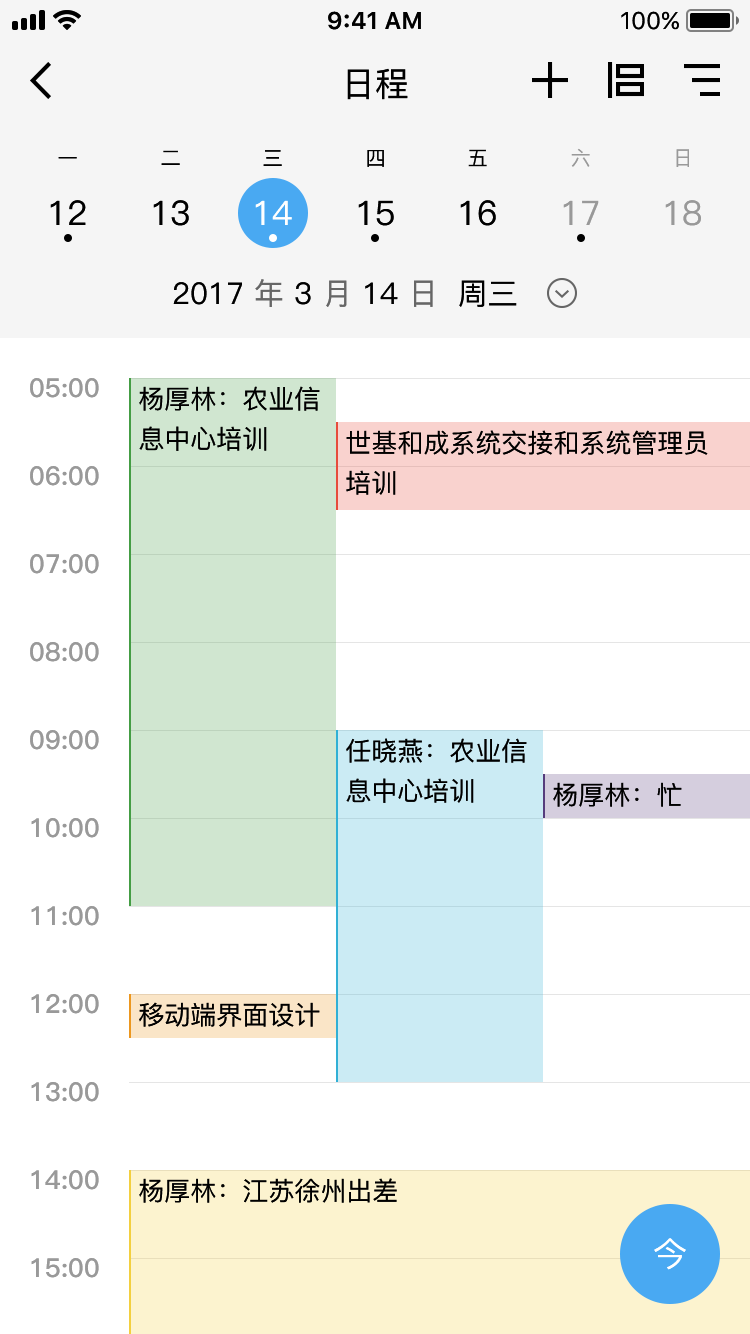 9:41 AM
100%
日程
一 二 三 四 五 六 日
12 13 14 15 16 17 18
2017 年 3 月 14 日 周三
05:00
杨厚林：农业信
息中心培训
世基和成系统交接和系统管理员
培训
06:00
07:00
08:00
09:00
任晓燕：农业信
息中心培训
杨厚林：忙
10:00
11:00
12:00
移动端界面设计
13:00
14:00
杨厚林：江苏徐州出差
今
15:00